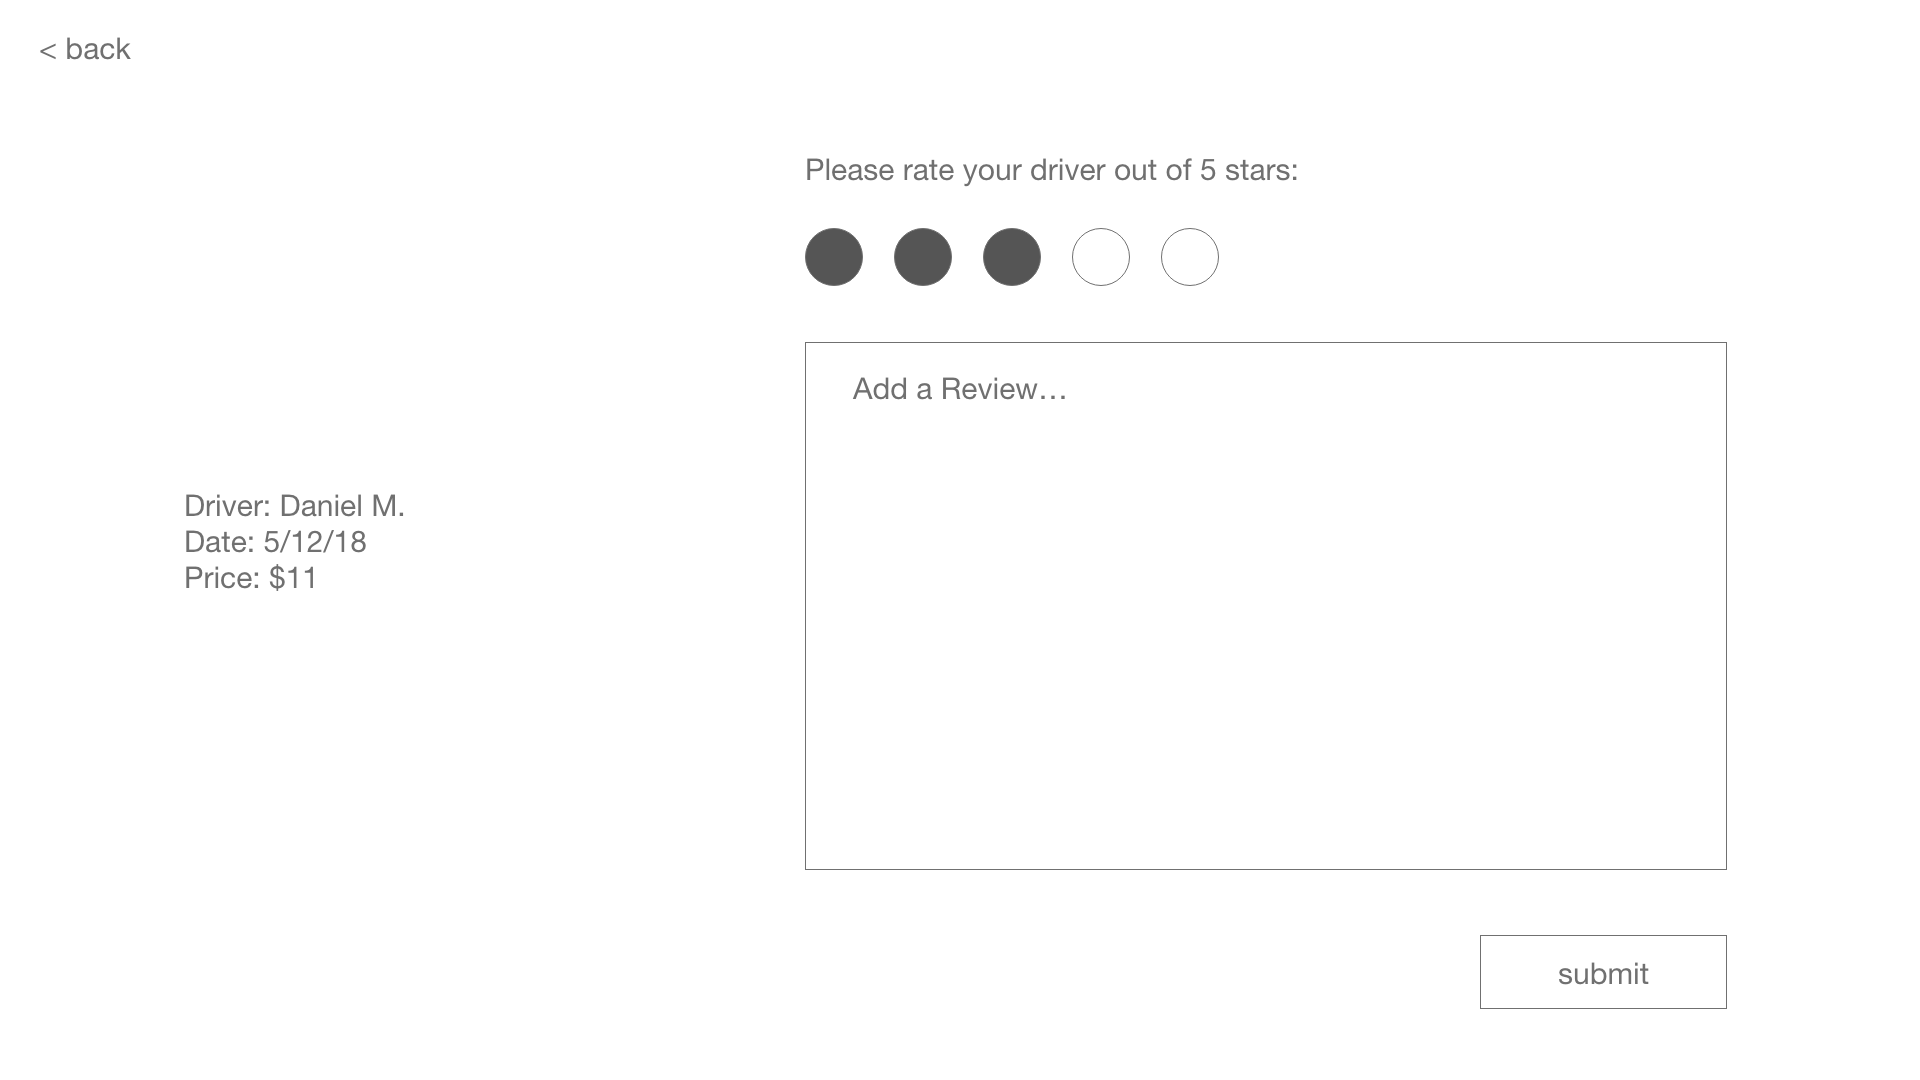 < back
Please rate your driver out of 5 stars:
Add a Review…
Driver: Daniel M.
Date: 5/12/18
Price: $11
submit